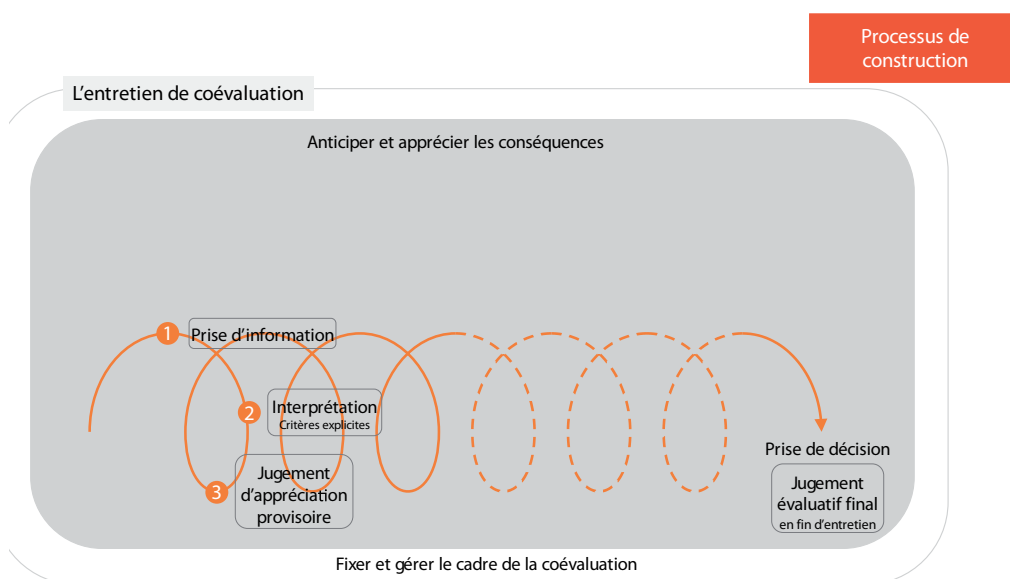 Processus de
construction
L'entretien de coévaluation
Anticiper et apprécier les conséquences
1 Prise d'information
2 Interprétation
Critères explicites
3 Jugement
d'appréciation
provisoire
Prise de décision
Jugement
évaluatif final
en fin d'entretien
Fixer et gérer le cadre de la coévaluation